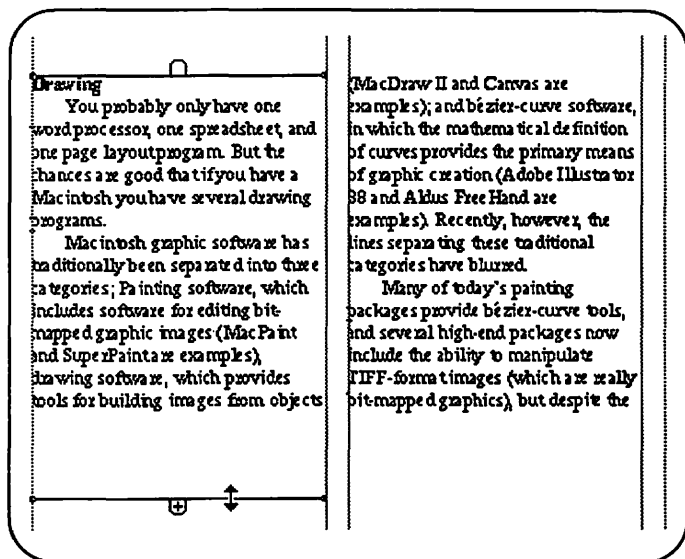 Drawing
You probably only have one
word processor, one spreadsheet, and
one page layout program. But the
chances are good that if you have a
Macintosh you have several drawing
programs.
Macintosh graphic software has
traditionally been separated into three
categories; Painting software, which
includes software for editing bit-
mapped graphic images (MacPaint
and SuperPaint are examples),
drawing software, which provides
tools for building images from objects
(MacDraw II and Canvas are
examples); and bézier-curve software,
in which the mathematical definition
of curves provides the primary means
of graphic creation (Adobe Illustrator
88 and Aldus FreeHand are
examples). Recently, however, the
lines separating these traditional
categories have blurred.
Many of today's painting
packages provide bézier-curve tools,
and several high-end packages now
include the ability to manipulate
TIFF-format images (which are really
bit-mapped graphics), but despite the